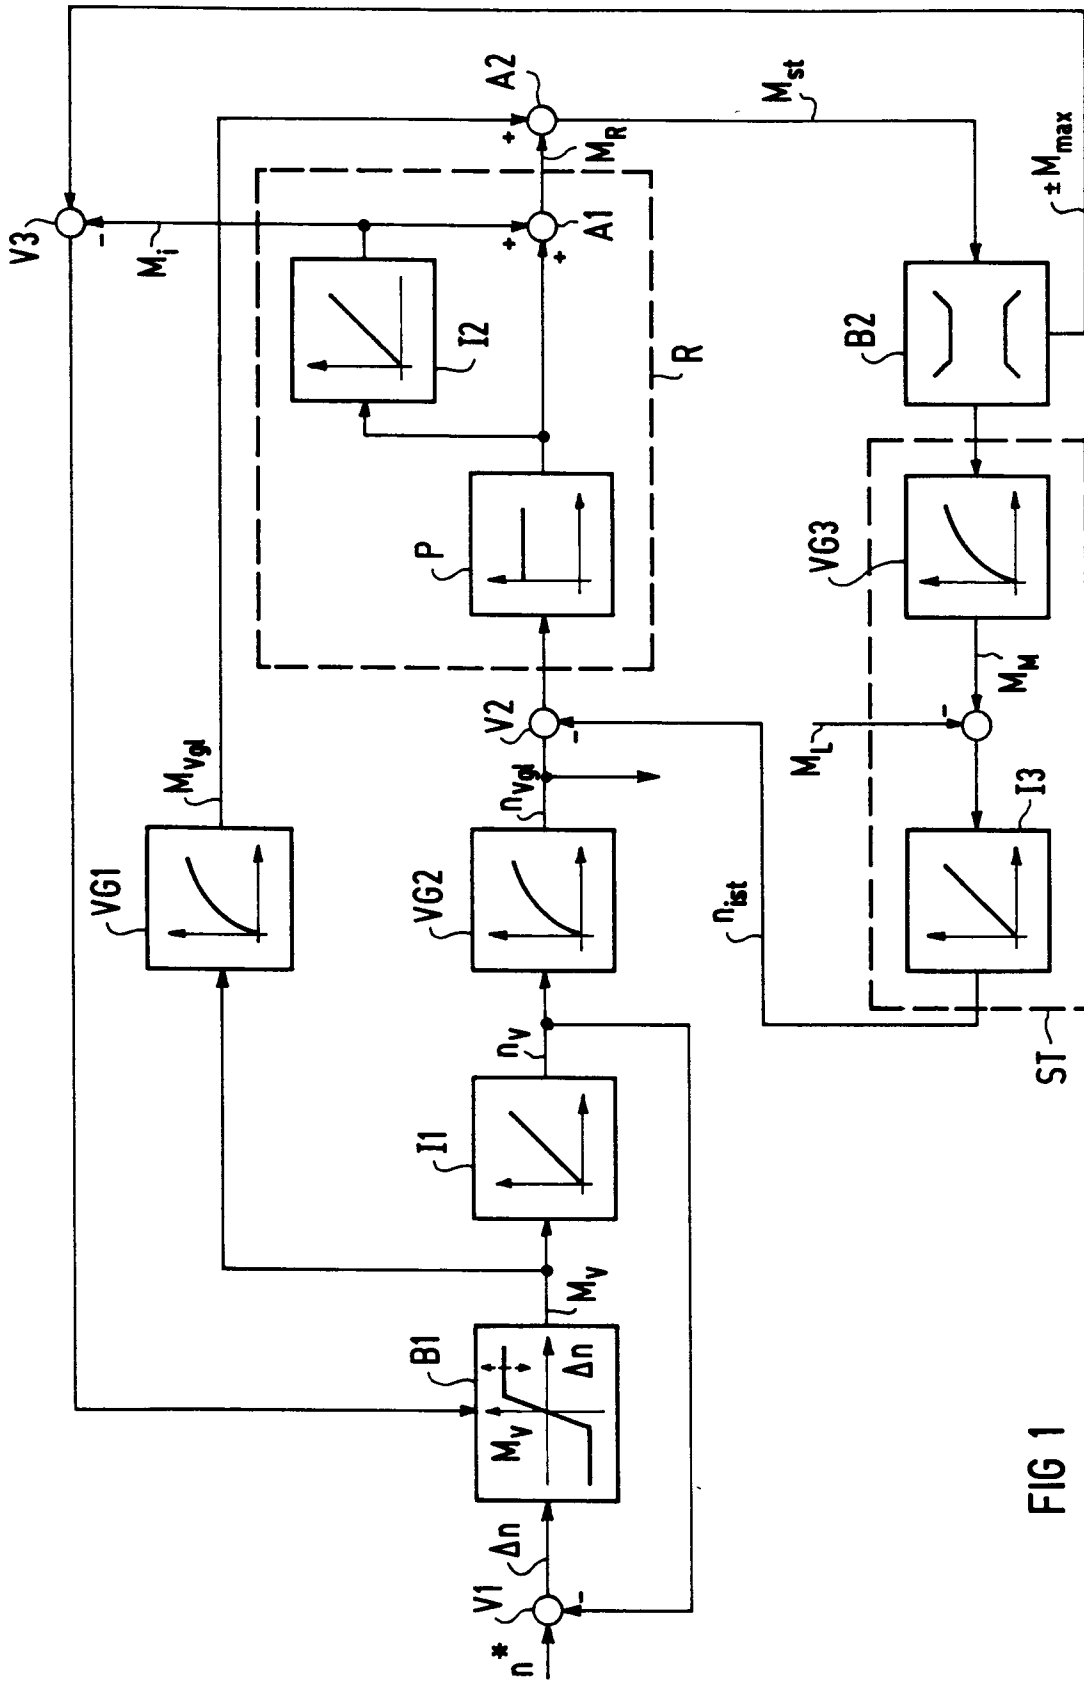 n*
V1
-
Δn
B1
M_V
Δn
M_V
I1
n_V
VG1
M_Vgl
VG2
n_Vgl
V2
-
n_ist
P
R
I2
A1
+
+
M_R
A2
+
M_i
V3
-
M_st
B2
±M_max
VG3
M_M
-
M_L
I3
ST
FIG 1